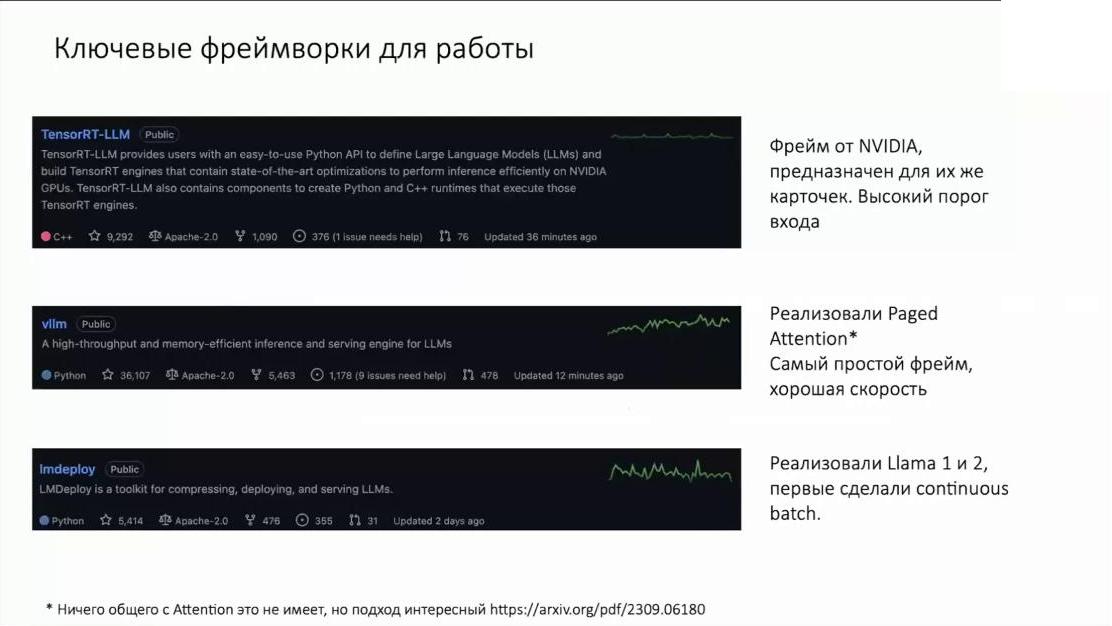 Ключевые фреймворки для работы
TensorRT-LLM Public
TensorRT-LLM provides users with an easy-to-use Python API to define Large Language Models (LLMs) and
build TensorRT engines that contain state-of-the-art optimizations to perform inference efficiently on NVIDIA
GPUs. TensorRT-LLM also contains components to create Python and C++ runtimes that execute those
TensorRT engines.
C++ 9,292 Apache-2.0 1,090 376 (1 issue needs help) 76 Updated 36 minutes ago
Фрейм от NVIDIA,
предназначен для их же
карточек. Высокий порог
входа
vllm Public
A high-throughput and memory-efficient inference and serving engine for LLMs
Python 36,107 Apache-2.0 5,463 1,178 (9 issues need help) 478 Updated 12 minutes ago
Реализовали Paged
Attention*
Самый простой фрейм,
хорошая скорость
lmdeploy Public
LMDeploy is a toolkit for compressing, deploying, and serving LLMs.
Python 5,414 Apache-2.0 476 355 31 Updated 2 days ago
Реализовали Llama 1 и 2,
первые сделали continuous
batch.
* Ничего общего с Attention это не имеет, но подход интересный https://arxiv.org/pdf/2309.06180